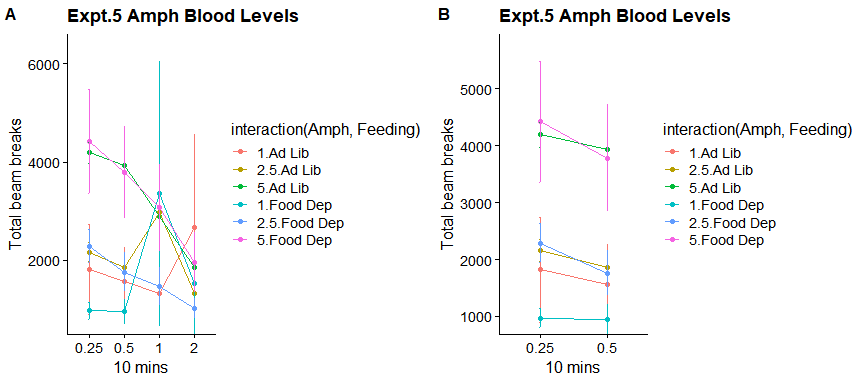 A
Expt.5 Amph Blood Levels
Total beam breaks
6000
4000
2000
0.25 0.5 1 2
10 mins
interaction(Amph, Feeding)
1.Ad Lib
2.5.Ad Lib
5.Ad Lib
1.Food Dep
2.5.Food Dep
5.Food Dep
B
Expt.5 Amph Blood Levels
Total beam breaks
5000
4000
3000
2000
1000
0.25 0.5
10 mins
interaction(Amph, Feeding)
1.Ad Lib
2.5.Ad Lib
5.Ad Lib
1.Food Dep
2.5.Food Dep
5.Food Dep